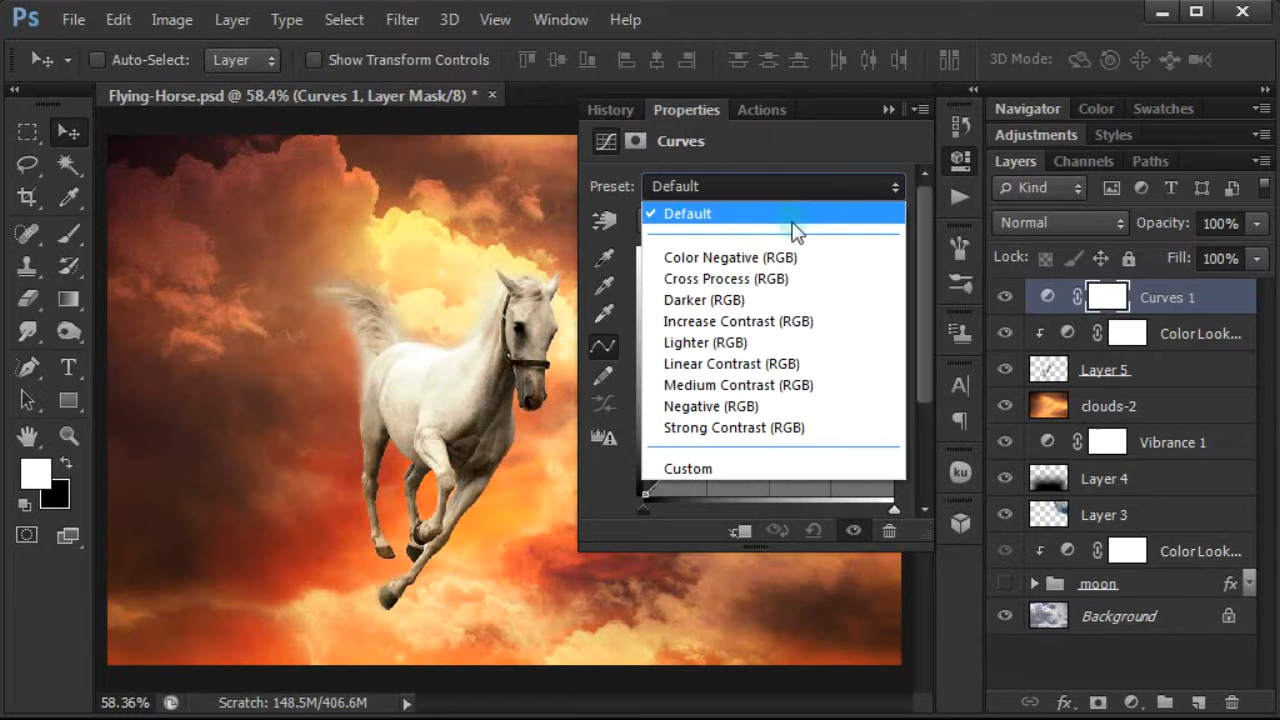 Ps File Edit Image Layer Type Select Filter 3D View Window Help
Auto-Select: Layer Show Transform Controls 3D Mode:
Flying-Horse.psd @ 58.4% (Curves 1, Layer Mask/8) *
History Properties Actions
Curves
Preset: Default
Default
Color Negative (RGB)
Cross Process (RGB)
Darker (RGB)
Increase Contrast (RGB)
Lighter (RGB)
Linear Contrast (RGB)
Medium Contrast (RGB)
Negative (RGB)
Strong Contrast (RGB)
Custom
Navigator Color Swatches
Adjustments Styles
Layers Channels Paths
Kind
Normal Opacity: 100%
Lock: Fill: 100%
Curves 1
Color Look...
Layer 5
clouds-2
Vibrance 1
Layer 4
Layer 3
Color Look...
moon fx
Background
ku
58.36% Scratch: 148.5M/406.6M
fx